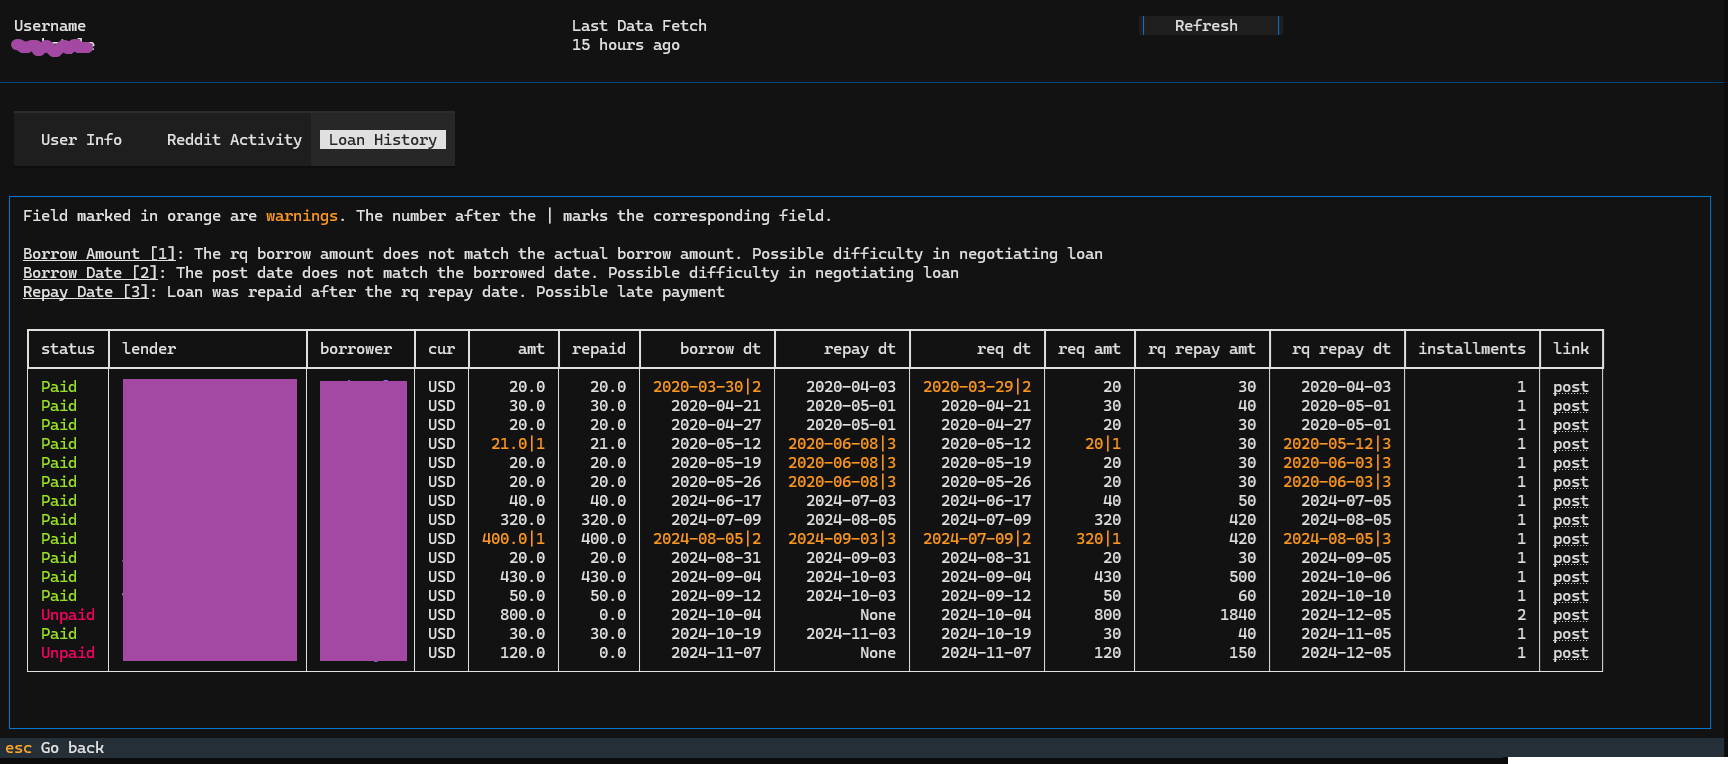 Username Last Data Fetch Refresh
15 hours ago
User Info Reddit Activity Loan History
Field marked in orange are warnings. The number after the | marks the corresponding field.
Borrow Amount [1]: The rq borrow amount does not match the actual borrow amount. Possible difficulty in negotiating loan
Borrow Date [2]: The post date does not match the borrowed date. Possible difficulty in negotiating loan
Repay Date [3]: Loan was repaid after the rq repay date. Possible late payment
status lender borrower cur amt repaid borrow dt repay dt req dt req amt rq repay amt rq repay dt installments link
Paid USD 20.0 20.0 2020-03-30|2 2020-04-03 2020-03-29|2 20 30 2020-04-03 1 post
Paid USD 30.0 30.0 2020-04-21 2020-05-01 2020-04-21 30 40 2020-05-01 1 post
Paid USD 20.0 20.0 2020-04-27 2020-05-01 2020-04-27 20 30 2020-05-01 1 post
Paid USD 21.0|1 21.0 2020-05-12 2020-06-08|3 2020-05-12 20|1 30 2020-05-12|3 1 post
Paid USD 20.0 20.0 2020-05-19 2020-06-08|3 2020-05-19 20 30 2020-06-03|3 1 post
Paid USD 20.0 20.0 2020-05-26 2020-06-08|3 2020-05-26 20 30 2020-06-03|3 1 post
Paid USD 40.0 40.0 2024-06-17 2024-07-03 2024-06-17 40 50 2024-07-05 1 post
Paid USD 320.0 320.0 2024-07-09 2024-08-05 2024-07-09 320 420 2024-08-05 1 post
Paid USD 400.0|1 400.0 2024-08-05|2 2024-09-03|3 2024-07-09|2 320|1 420 2024-08-05|3 1 post
Paid USD 20.0 20.0 2024-08-31 2024-09-03 2024-08-31 20 30 2024-09-05 1 post
Paid USD 430.0 430.0 2024-09-04 2024-10-03 2024-09-04 430 500 2024-10-06 1 post
Paid USD 50.0 50.0 2024-09-12 2024-10-03 2024-09-12 50 60 2024-10-10 1 post
Unpaid USD 800.0 0.0 2024-10-04 None 2024-10-04 800 1840 2024-12-05 2 post
Paid USD 30.0 30.0 2024-10-19 2024-11-03 2024-10-19 30 40 2024-11-05 1 post
Unpaid USD 120.0 0.0 2024-11-07 None 2024-11-07 120 150 2024-12-05 1 post
esc Go back